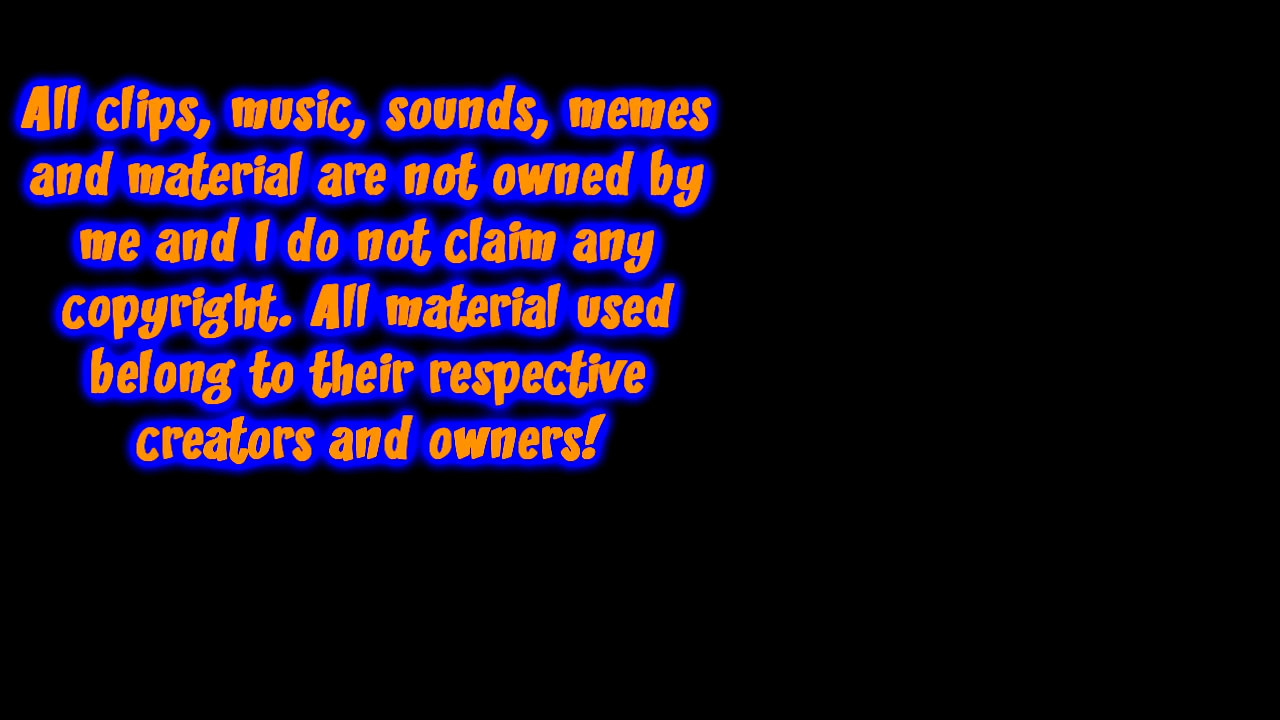 All clips, music, sounds, memes
and material are not owned by
me and I do not claim any
copyright. All material used
belong to their respective
creators and owners!